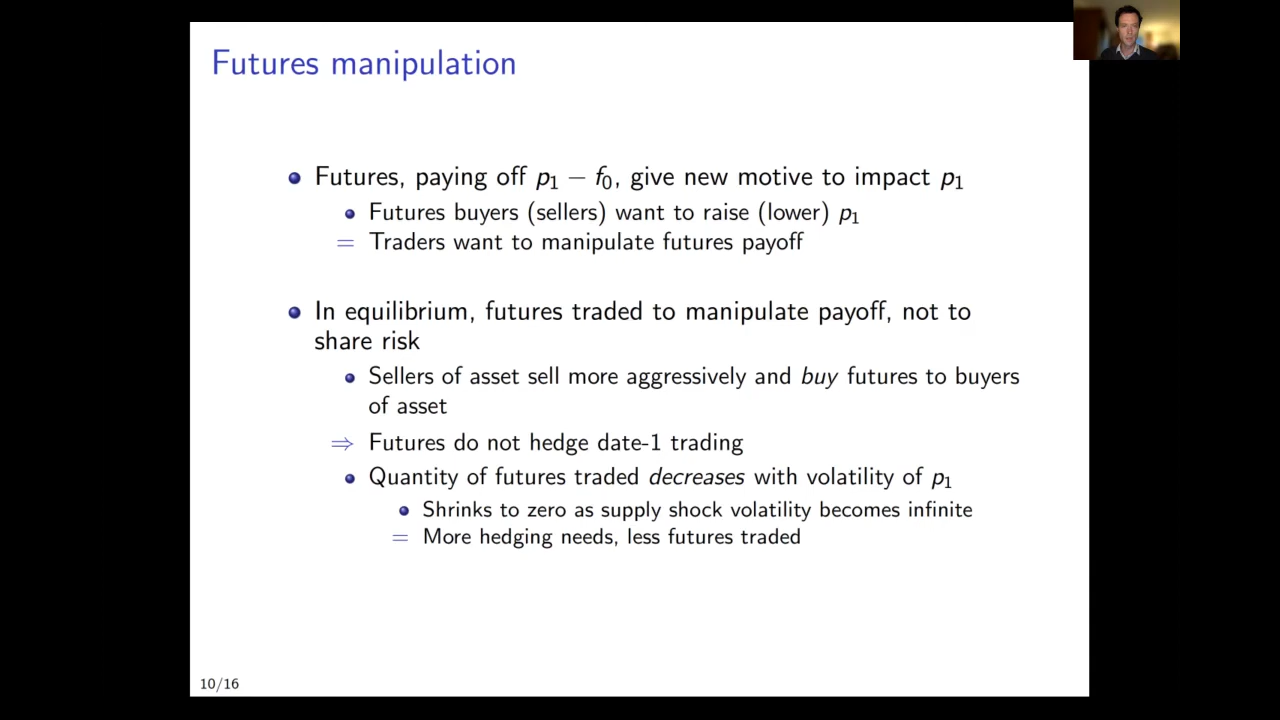 Futures manipulation
Futures, paying off p₁ − f₀, give new motive to impact p₁
Futures buyers (sellers) want to raise (lower) p₁
= Traders want to manipulate futures payoff
In equilibrium, futures traded to manipulate payoff, not to
share risk
Sellers of asset sell more aggressively and buy futures to buyers
of asset
⇒ Futures do not hedge date-1 trading
Quantity of futures traded decreases with volatility of p₁
Shrinks to zero as supply shock volatility becomes infinite
= More hedging needs, less futures traded
10/16